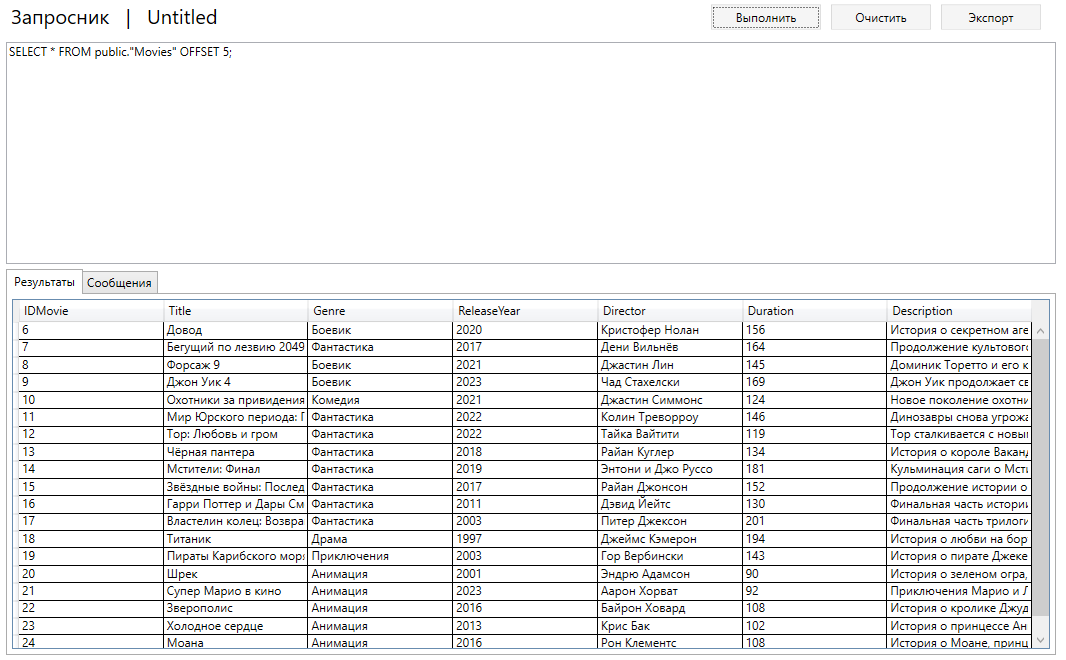 Запросник | Untitled
Выполнить Очистить Экспорт
SELECT * FROM public."Movies" OFFSET 5;
Результаты Сообщения
IDMovie Title Genre ReleaseYear Director Duration Description
6 Довод Боевик 2020 Кристофер Нолан 156 История о секретном аге
7 Бегущий по лезвию 2049 Фантастика 2017 Дени Вильнёв 164 Продолжение культового
8 Форсаж 9 Боевик 2021 Джастин Лин 145 Доминик Торетто и его к
9 Джон Уик 4 Боевик 2023 Чад Стахелски 169 Джон Уик продолжает св
10 Охотники за привидения Комедия 2021 Джастин Симмонс 124 Новое поколение охотни
11 Мир Юрского периода: Г Фантастика 2022 Колин Треворроу 146 Динозавры снова угрожа
12 Тор: Любовь и гром Фантастика 2022 Тайка Вайтити 119 Тор сталкивается с новы
13 Чёрная пантера Фантастика 2018 Райан Куглер 134 История о короле Вакан
14 Мстители: Финал Фантастика 2019 Энтони и Джо Руссо 181 Кульминация саги о Мсти
15 Звёздные войны: Послед Фантастика 2017 Райан Джонсон 152 Продолжение истории о
16 Гарри Поттер и Дары См Фантастика 2011 Дэвид Йейтс 130 Финальная часть истории
17 Властелин колец: Возвра Фантастика 2003 Питер Джексон 201 Финальная часть трилоги
18 Титаник Драма 1997 Джеймс Кэмерон 194 История о любви на бор
19 Пираты Карибского моря Приключения 2003 Гор Вербински 143 История о пирате Джеке
20 Шрек Анимация 2001 Эндрю Адамсон 90 История о зеленом огра,
21 Супер Марио в кино Анимация 2023 Аарон Хорват 92 Приключения Марио и Л
22 Зверополис Анимация 2016 Байрон Ховард 108 История о кролике Джуд
23 Холодное сердце Анимация 2013 Крис Бак 102 История о принцессе Ан
24 Моана Анимация 2016 Рон Клементс 108 История о Моане, принц